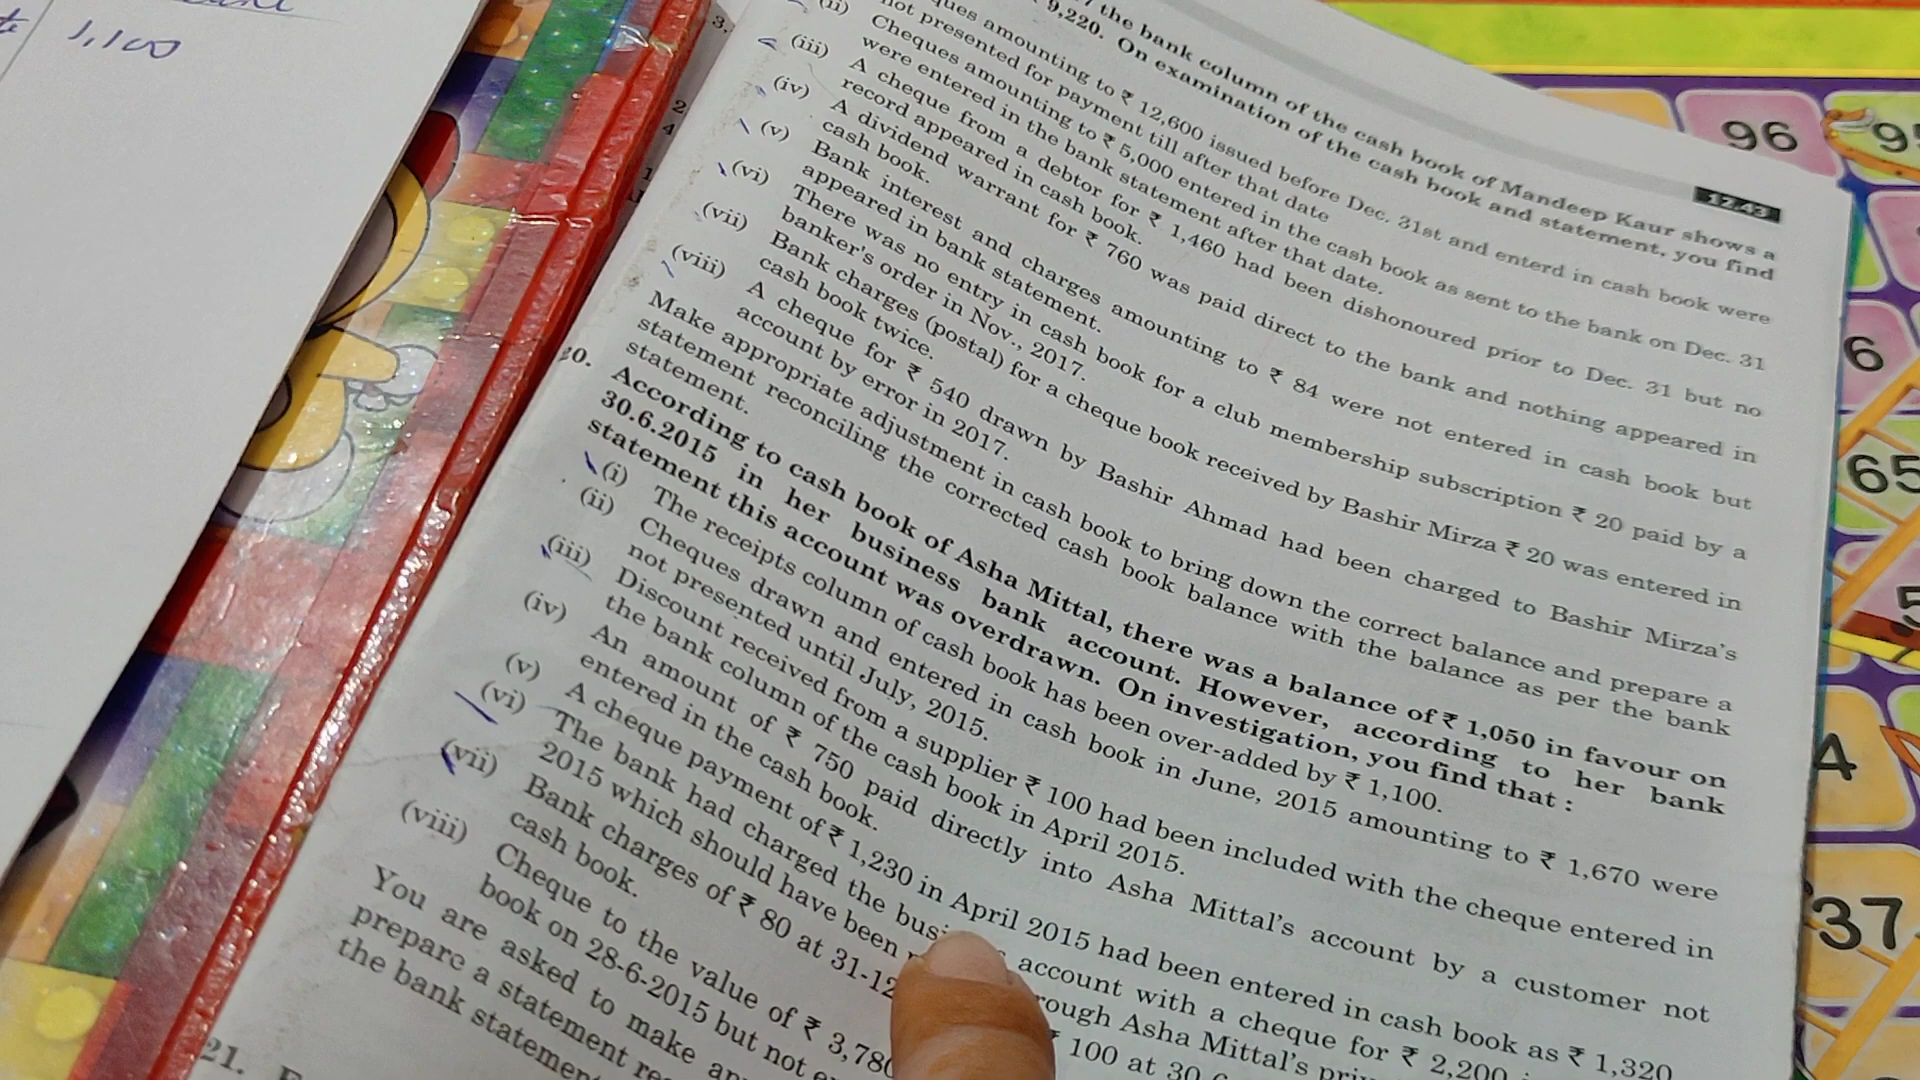 1,100
12.43
the bank column of the cash book of Mandeep Kaur shows a
9,220. On examination of the cash book and statement, you find
ques amounting to ₹ 12,600 issued before Dec. 31st and enterd in cash book were
not presented for payment till after that date
(ii) Cheques amounting to ₹ 5,000 entered in the cash book as sent to the bank on Dec. 31
were entered in the bank statement after that date.
(iii) A cheque from a debtor for ₹ 1,460 had been dishonoured prior to Dec. 31 but no
record appeared in cash book.
(iv) A dividend warrant for ₹ 760 was paid direct to the bank and nothing appeared in
cash book.
(v) Bank interest and charges amounting to ₹ 84 were not entered in cash book but
appeared in bank statement.
(vi) There was no entry in cash book for a club membership subscription ₹ 20 paid by a
banker's order in Nov., 2017.
(vii) Bank charges (postal) for a cheque book received by Bashir Mirza ₹ 20 was entered in
cash book twice.
(viii) A cheque for ₹ 540 drawn by Bashir Ahmad had been charged to Bashir Mirza's
account by error in 2017.
Make appropriate adjustment in cash book to bring down the correct balance and prepare a
statement reconciling the corrected cash book balance with the balance as per the bank
statement.
20. According to cash book of Asha Mittal, there was a balance of ₹ 1,050 in favour on
30.6.2015 in her business bank account. However, according to her bank
statement this account was overdrawn. On investigation, you find that :
(i) The receipts column of cash book has been over-added by ₹ 1,100.
(ii) Cheques drawn and entered in cash book in June, 2015 amounting to ₹ 1,670 were
not presented until July, 2015.
(iii) Discount received from a supplier ₹ 100 had been included with the cheque entered in
the bank column of the cash book in April 2015.
(iv) An amount of ₹ 750 paid directly into Asha Mittal's account by a customer not
entered in the cash book.
(v) A cheque payment of ₹ 1,230 in April 2015 had been entered in cash book as ₹ 1,320
(vi) The bank had charged the busi account with a cheque for ₹ 2,200
2015 which should have been rough Asha Mittal's
(vii) Bank charges of ₹ 80 at 31-12 ₹ 100 at 30
cash book.
(viii) Cheque to the value of ₹ 3,780
book on 28-6-2015 but not
You are asked to make
prepare a statement
the bank statement
21.
96
6
65
5
4
37